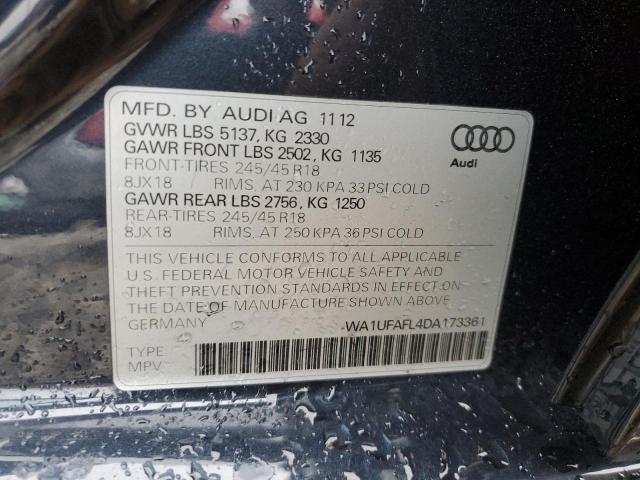 MFD. BY AUDI AG 11 12
GVWR LBS 5137, KG 2330
GAWR FRONT LBS 2502, KG 1135
FRONT-TIRES 245/45 R18
8JX18 RIMS, AT 230 KPA 33 PSI COLD
GAWR REAR LBS 2756, KG 1250
REAR-TIRES 245/45 R18
8JX18 RIMS, AT 250 KPA 36 PSI COLD
Audi
THIS VEHICLE CONFORMS TO ALL APPLICABLE
U.S. FEDERAL MOTOR VEHICLE SAFETY AND
THEFT PREVENTION STANDARDS IN EFFECT ON
THE DATE OF MANUFACTURE SHOWN ABOVE
GERMANY -WA1UFAFL4DA173361
TYPE:
MPV